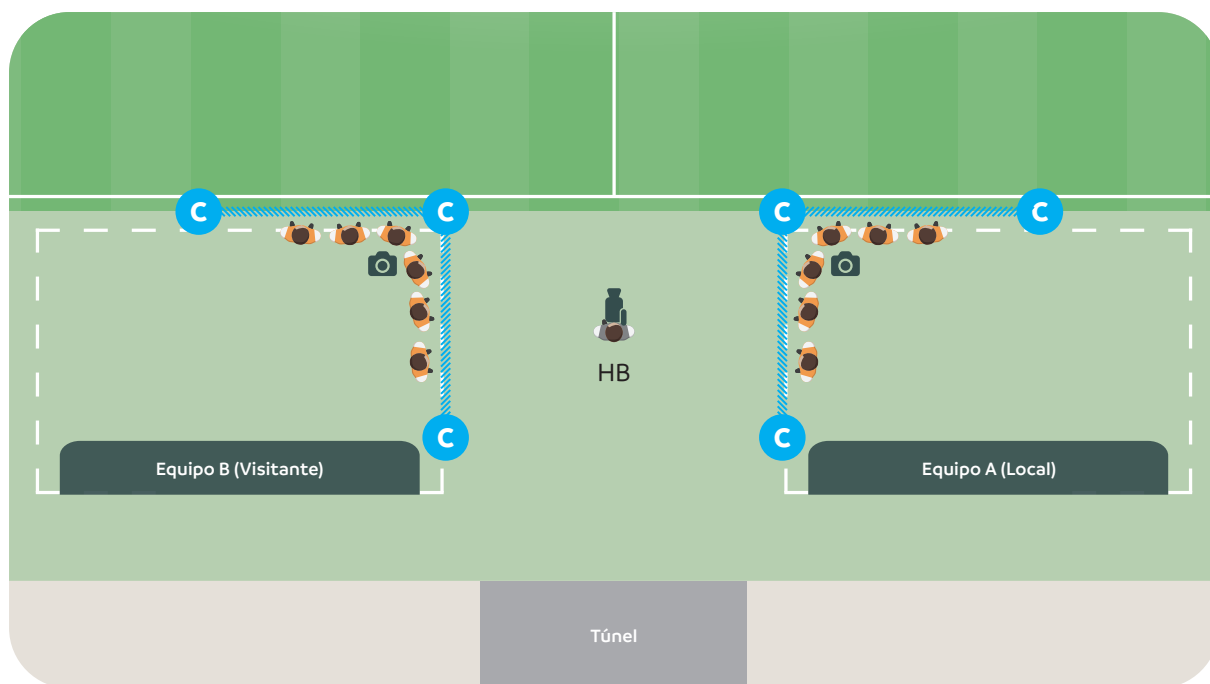 C C C C
HB
C C
Equipo B (Visitante) Equipo A (Local)
Túnel